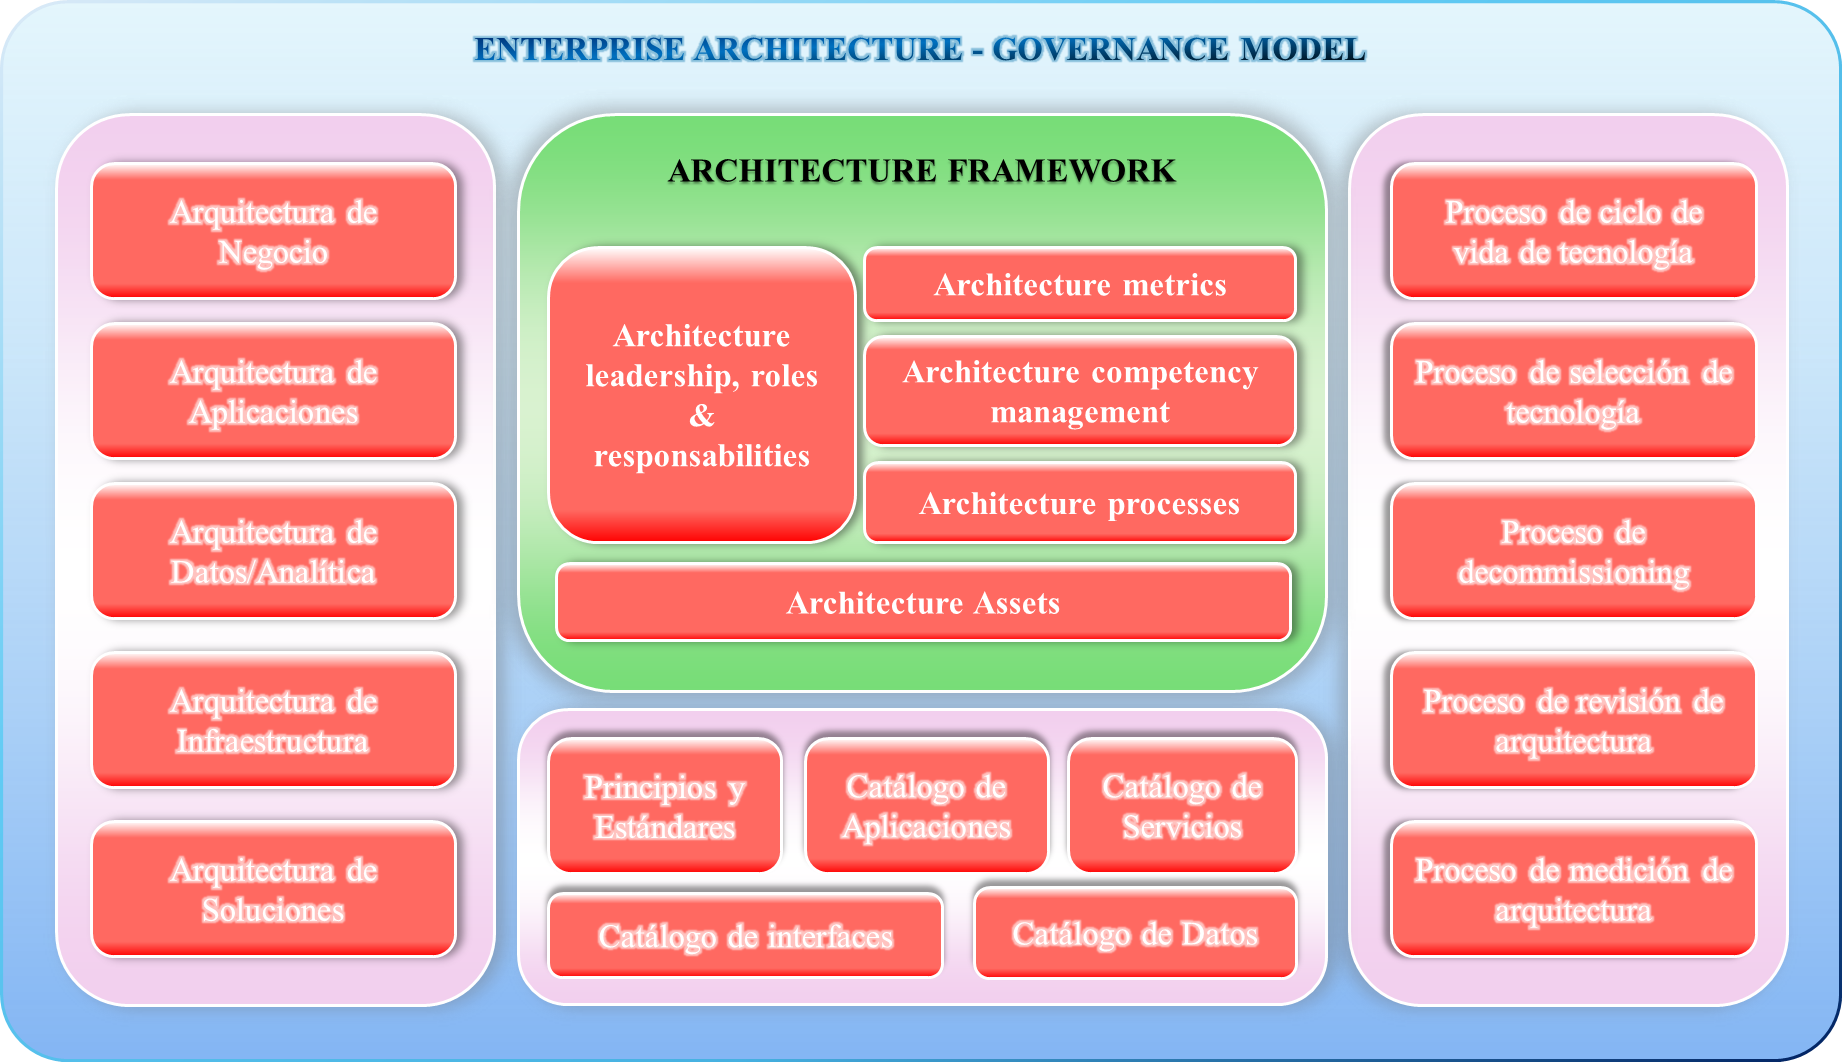 ENTERPRISE ARCHITECTURE - GOVERNANCE MODEL
Arquitectura de
Negocio
Arquitectura de
Aplicaciones
Arquitectura de
Datos/Analítica
Arquitectura de
Infraestructura
Arquitectura de
Soluciones
ARCHITECTURE FRAMEWORK
Architecture
leadership, roles
&
responsabilities
Architecture metrics
Architecture competency
management
Architecture processes
Architecture Assets
Principios y
Estándares
Catálogo de
Aplicaciones
Catálogo de
Servicios
Catálogo de interfaces
Catálogo de Datos
Proceso de ciclo de
vida de tecnología
Proceso de selección de
tecnología
Proceso de
decommissioning
Proceso de revisión de
arquitectura
Proceso de medición de
arquitectura